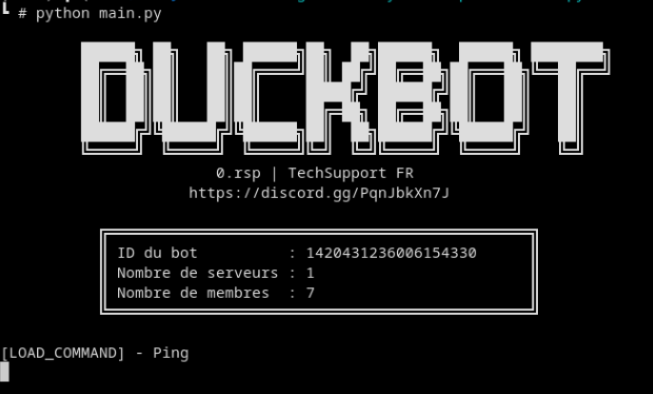 # python main.py
DUCKBOT
0.rsp | TechSupport FR
https://discord.gg/PqnJbkXn7J
ID du bot : 1420431236006154330
Nombre de serveurs : 1
Nombre de membres : 7
[LOAD_COMMAND] - Ping